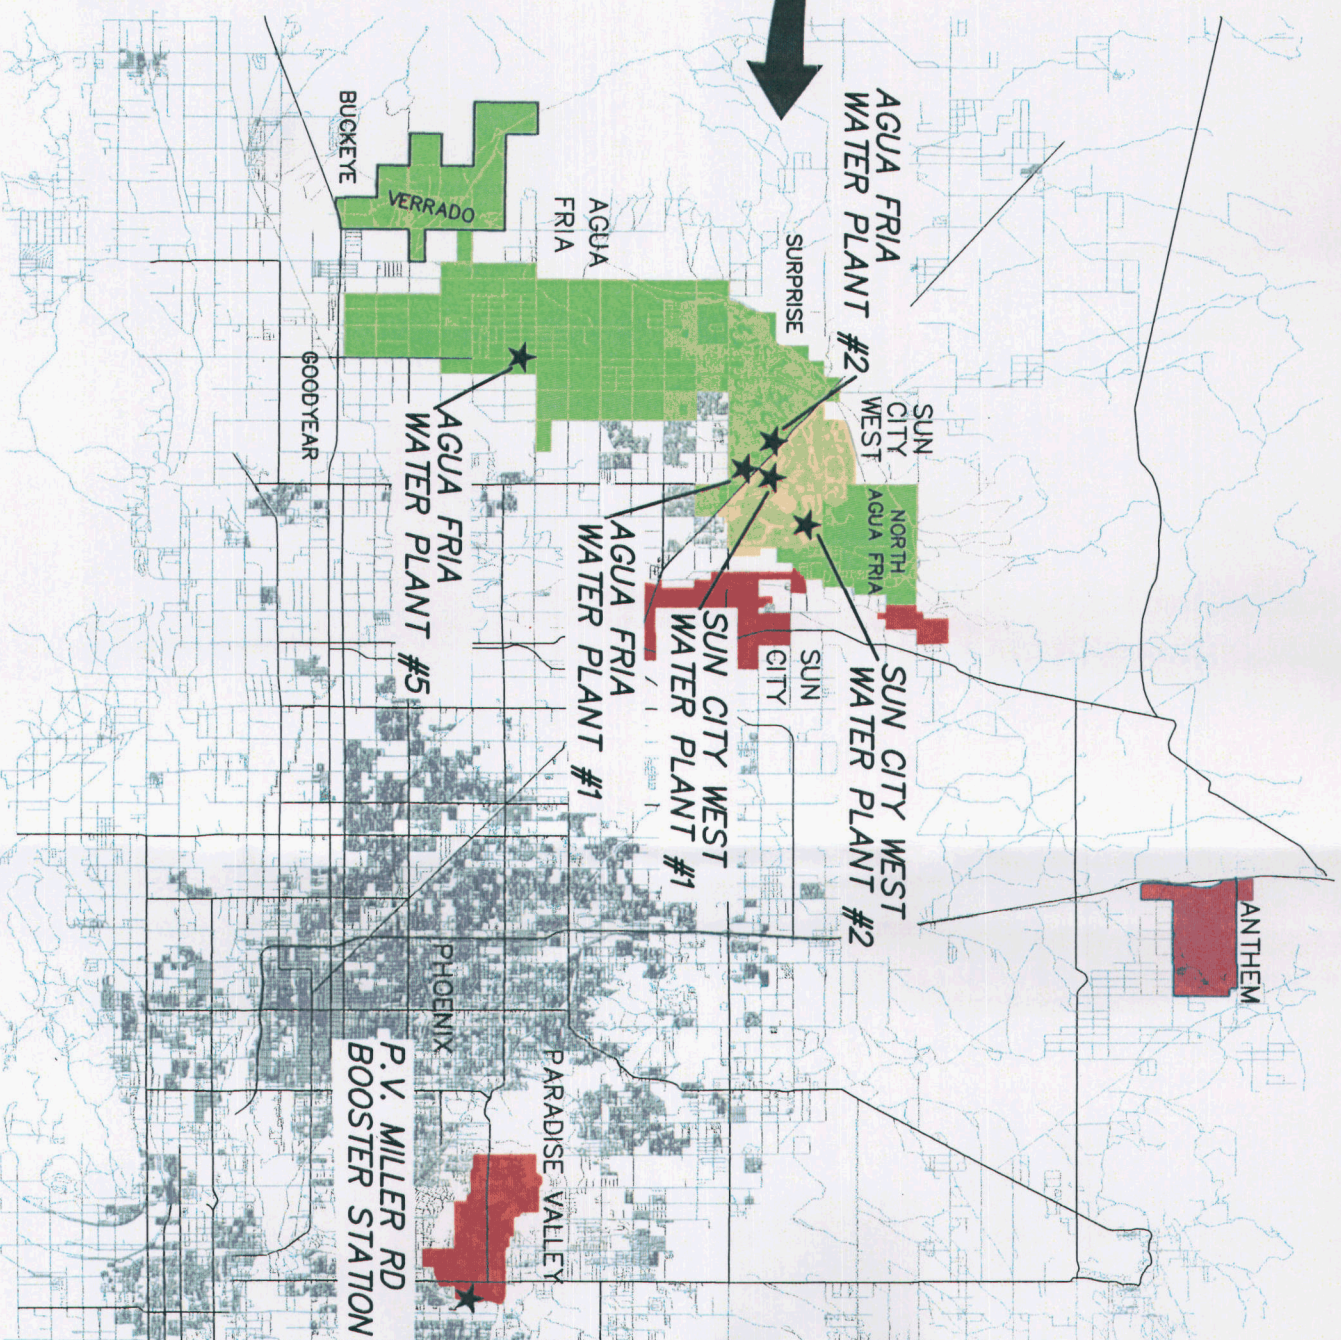 ANTHEM
AGUA FRIA
WATER PLANT #2
SUN
CITY
WEST
NORTH
AGUA FRIA
SUN CITY WEST
WATER PLANT #2
SURPRISE
SUN
CITY
SUN CITY WEST
WATER PLANT #1
AGUA
FRIA
AGUA FRIA
WATER PLANT #1
PARADISE VALLEY
VERRADO
AGUA FRIA
WATER PLANT #5
PHOENIX
P.V. MILLER RD
BOOSTER STATION
BUCKEYE
GOODYEAR